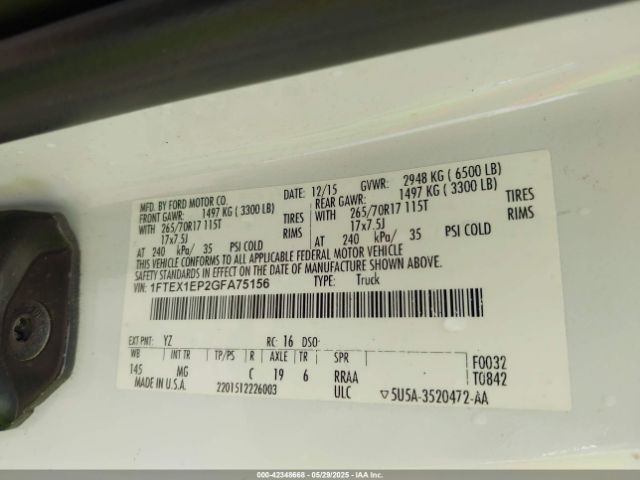 MFD. BY FORD MOTOR CO.
DATE: 12/15 GVWR: 2948 KG ( 6500 LB)
FRONT GAWR: 1497 KG ( 3300 LB) REAR GAWR: 1497 KG ( 3300 LB)
WITH 265/70R17 115T TIRES WITH 265/70R17 115T TIRES
17x7.5J RIMS 17x7.5J RIMS
AT 240 kPa/ 35 PSI COLD AT 240 kPa/ 35 PSI COLD
THIS VEHICLE CONFORMS TO ALL APPLICABLE FEDERAL MOTOR VEHICLE
SAFETY STANDARDS IN EFFECT ON THE DATE OF MANUFACTURE SHOWN ABOVE.
VIN: 1FTEX1EP2GFA75156 TYPE: Truck
EXT PNT: YZ RC: 16 DSO: F0032
WB INT TR TP/PS R AXLE TR SPR T0842
145 MG C 19 6 RRAA
MADE IN U.S.A. 2201512226003 ULC ▽5U5A-3520472-AA
000-42348668 - 05/29/2025 - IAAI.COM